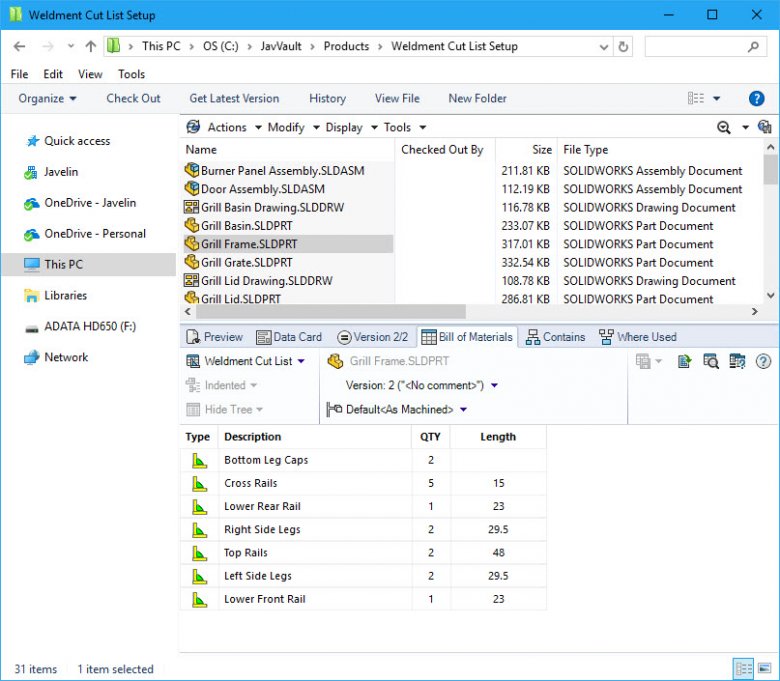 Weldment Cut List Setup
This PC › OS (C:) › JavVault › Products › Weldment Cut List Setup
File Edit View Tools
Organize Check Out Get Latest Version History View File New Folder
Quick access
Javelin
OneDrive - Javelin
OneDrive - Personal
This PC
Libraries
ADATA HD650 (F:)
Network
Actions Modify Display Tools
Name Checked Out By Size File Type
Burner Panel Assembly.SLDASM 211.81 KB SOLIDWORKS Assembly Document
Door Assembly.SLDASM 112.19 KB SOLIDWORKS Assembly Document
Grill Basin Drawing.SLDDRW 116.78 KB SOLIDWORKS Drawing Document
Grill Basin.SLDPRT 233.07 KB SOLIDWORKS Part Document
Grill Frame.SLDPRT 317.01 KB SOLIDWORKS Part Document
Grill Grate.SLDPRT 332.54 KB SOLIDWORKS Part Document
Grill Lid Drawing.SLDDRW 108.78 KB SOLIDWORKS Drawing Document
Grill Lid.SLDPRT 286.81 KB SOLIDWORKS Part Document
Preview Data Card Version 2/2 Bill of Materials Contains Where Used
Weldment Cut List Grill Frame.SLDPRT
Indented Version: 2 ("<No comment>")
Hide Tree Default<As Machined>
Type Description QTY Length
Bottom Leg Caps 2
Cross Rails 5 15
Lower Rear Rail 1 23
Right Side Legs 2 29.5
Top Rails 2 48
Left Side Legs 2 29.5
Lower Front Rail 1 23
31 items 1 item selected